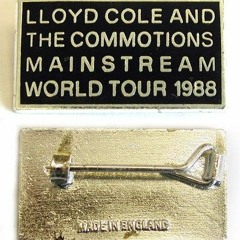 LLOYD COLE AND
THE COMMOTIONS
MAINSTREAM
WORLD TOUR 1988
MADE IN ENGLAND